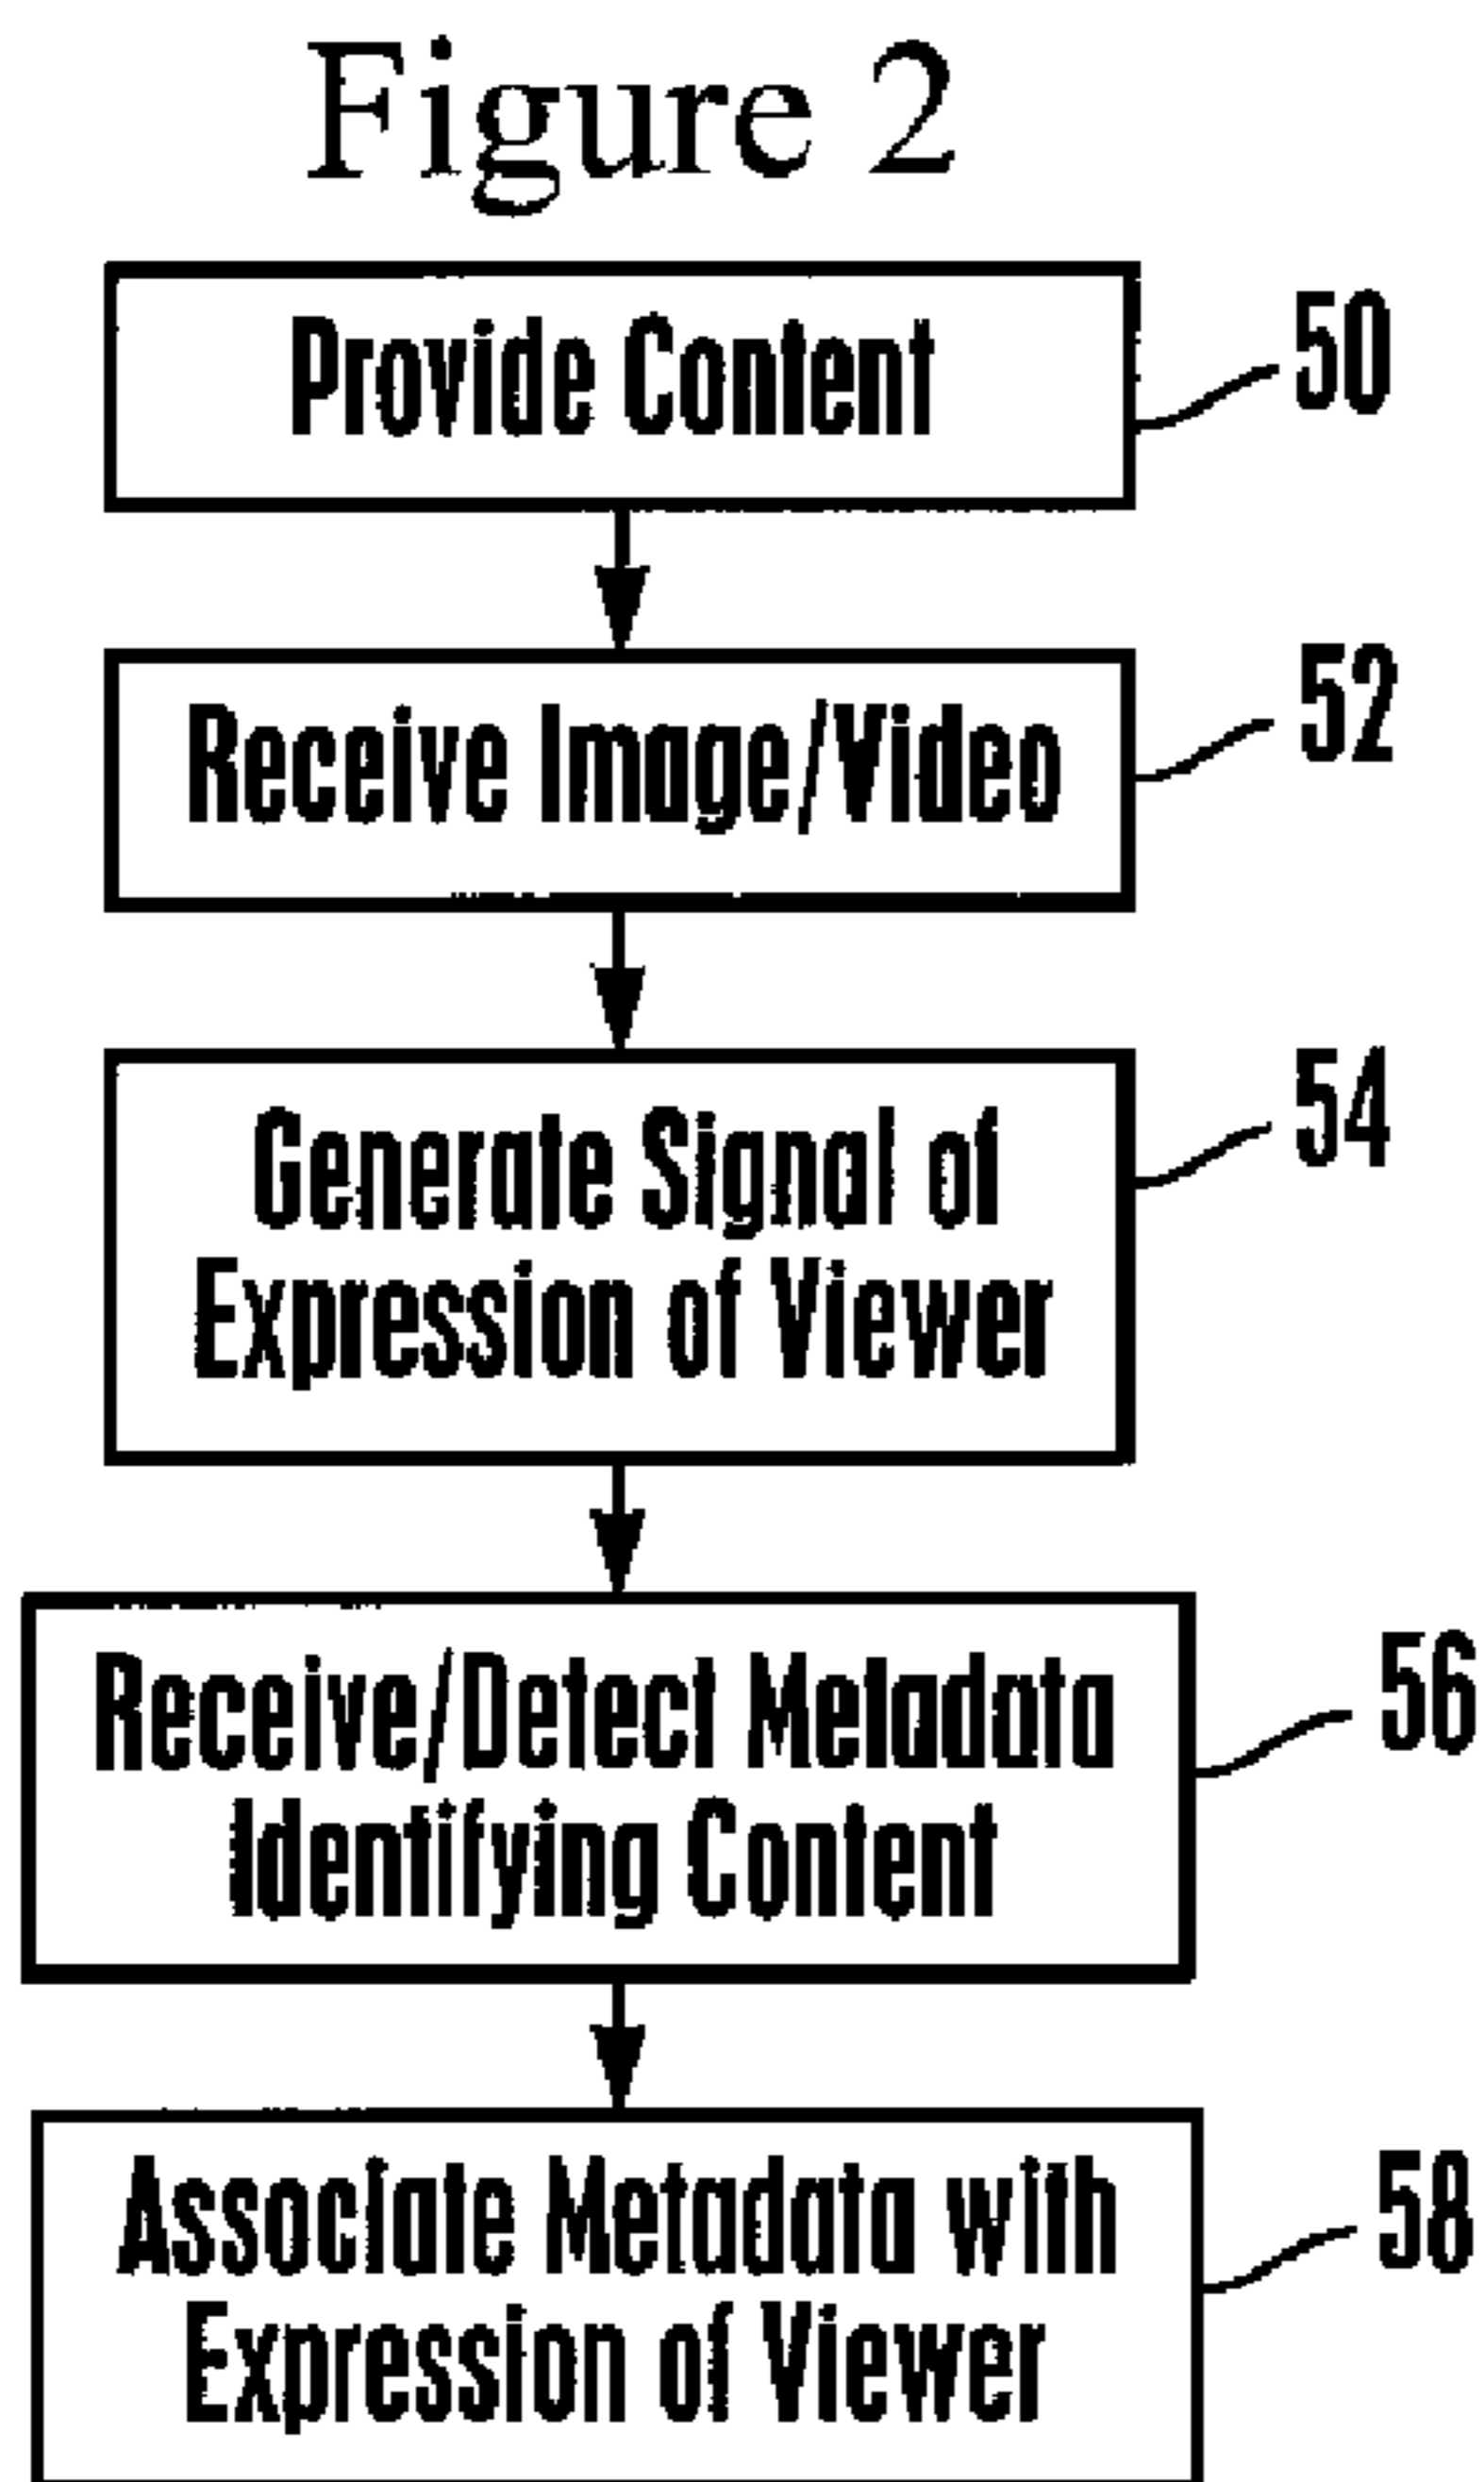 Figure 2
Provide Content
50
Receive Image/Video
52
Generate Signal of
Expression of Viewer
54
Receive/Detect Metadata
Identifying Content
56
Associate Metadata with
Expression of Viewer
58